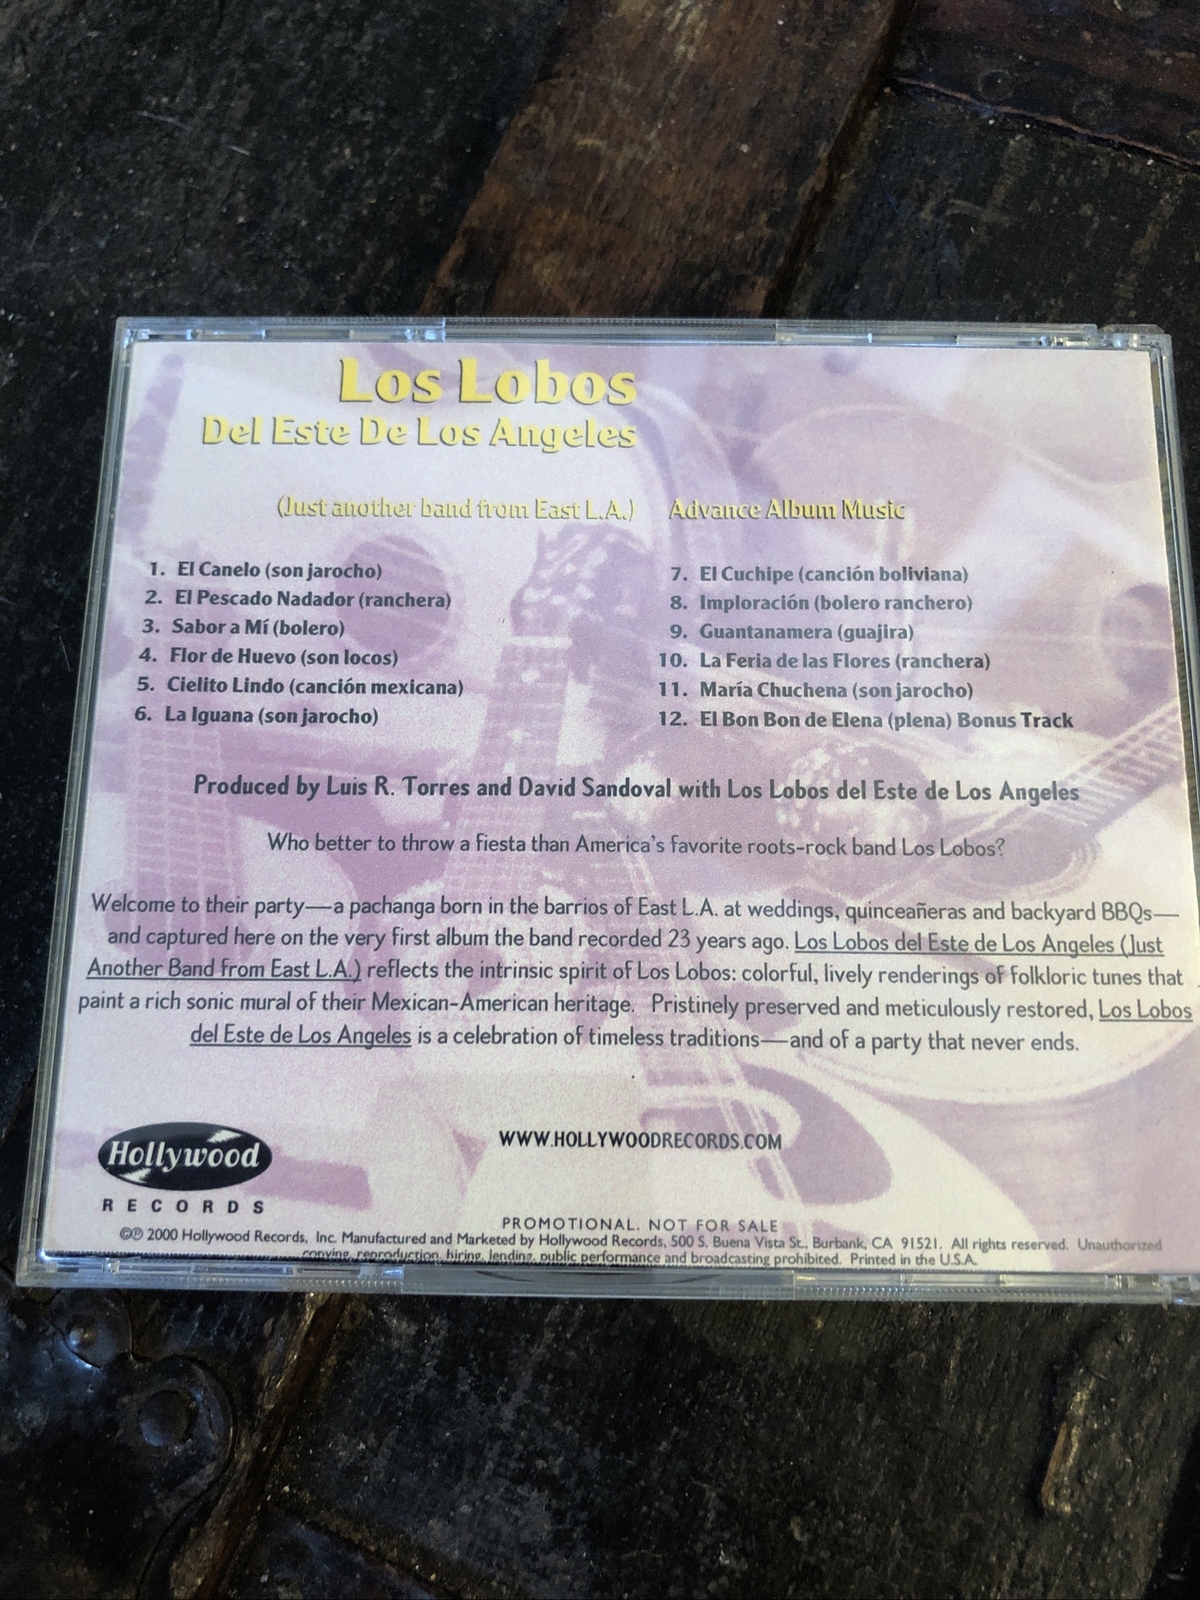 Los Lobos
Del Este De Los Angeles
(Just another band from East L.A.)
Advance Album Music
1. El Canelo (son jarocho)
2. El Pescado Nadador (ranchera)
3. Sabor a Mí (bolero)
4. Flor de Huevo (son locos)
5. Cielito Lindo (canción mexicana)
6. La Iguana (son jarocho)
7. El Cuchipe (canción boliviana)
8. Imploración (bolero ranchero)
9. Guantanamera (guajira)
10. La Feria de las Flores (ranchera)
11. María Chuchena (son jarocho)
12. El Bon Bon de Elena (plena) Bonus Track
Produced by Luis R. Torres and David Sandoval with Los Lobos del Este de Los Angeles
Who better to throw a fiesta than America's favorite roots-rock band Los Lobos?
Welcome to their party—a pachanga born in the barrios of East L.A. at weddings, quinceañeras and backyard BBQs—
and captured here on the very first album the band recorded 23 years ago. Los Lobos del Este de Los Angeles (Just
Another Band from East L.A.) reflects the intrinsic spirit of Los Lobos: colorful, lively renderings of folkloric tunes that
paint a rich sonic mural of their Mexican-American heritage. Pristinely preserved and meticulously restored, Los Lobos
del Este de Los Angeles is a celebration of timeless traditions—and of a party that never ends.
Hollywood
RECORDS
WWW.HOLLYWOODRECORDS.COM
PROMOTIONAL. NOT FOR SALE
©℗ 2000 Hollywood Records, Inc. Manufactured and Marketed by Hollywood Records, 500 S. Buena Vista St., Burbank, CA 91521. All rights reserved. Unauthorized
copying, reproduction, hiring, lending, public performance and broadcasting prohibited. Printed in the U.S.A.